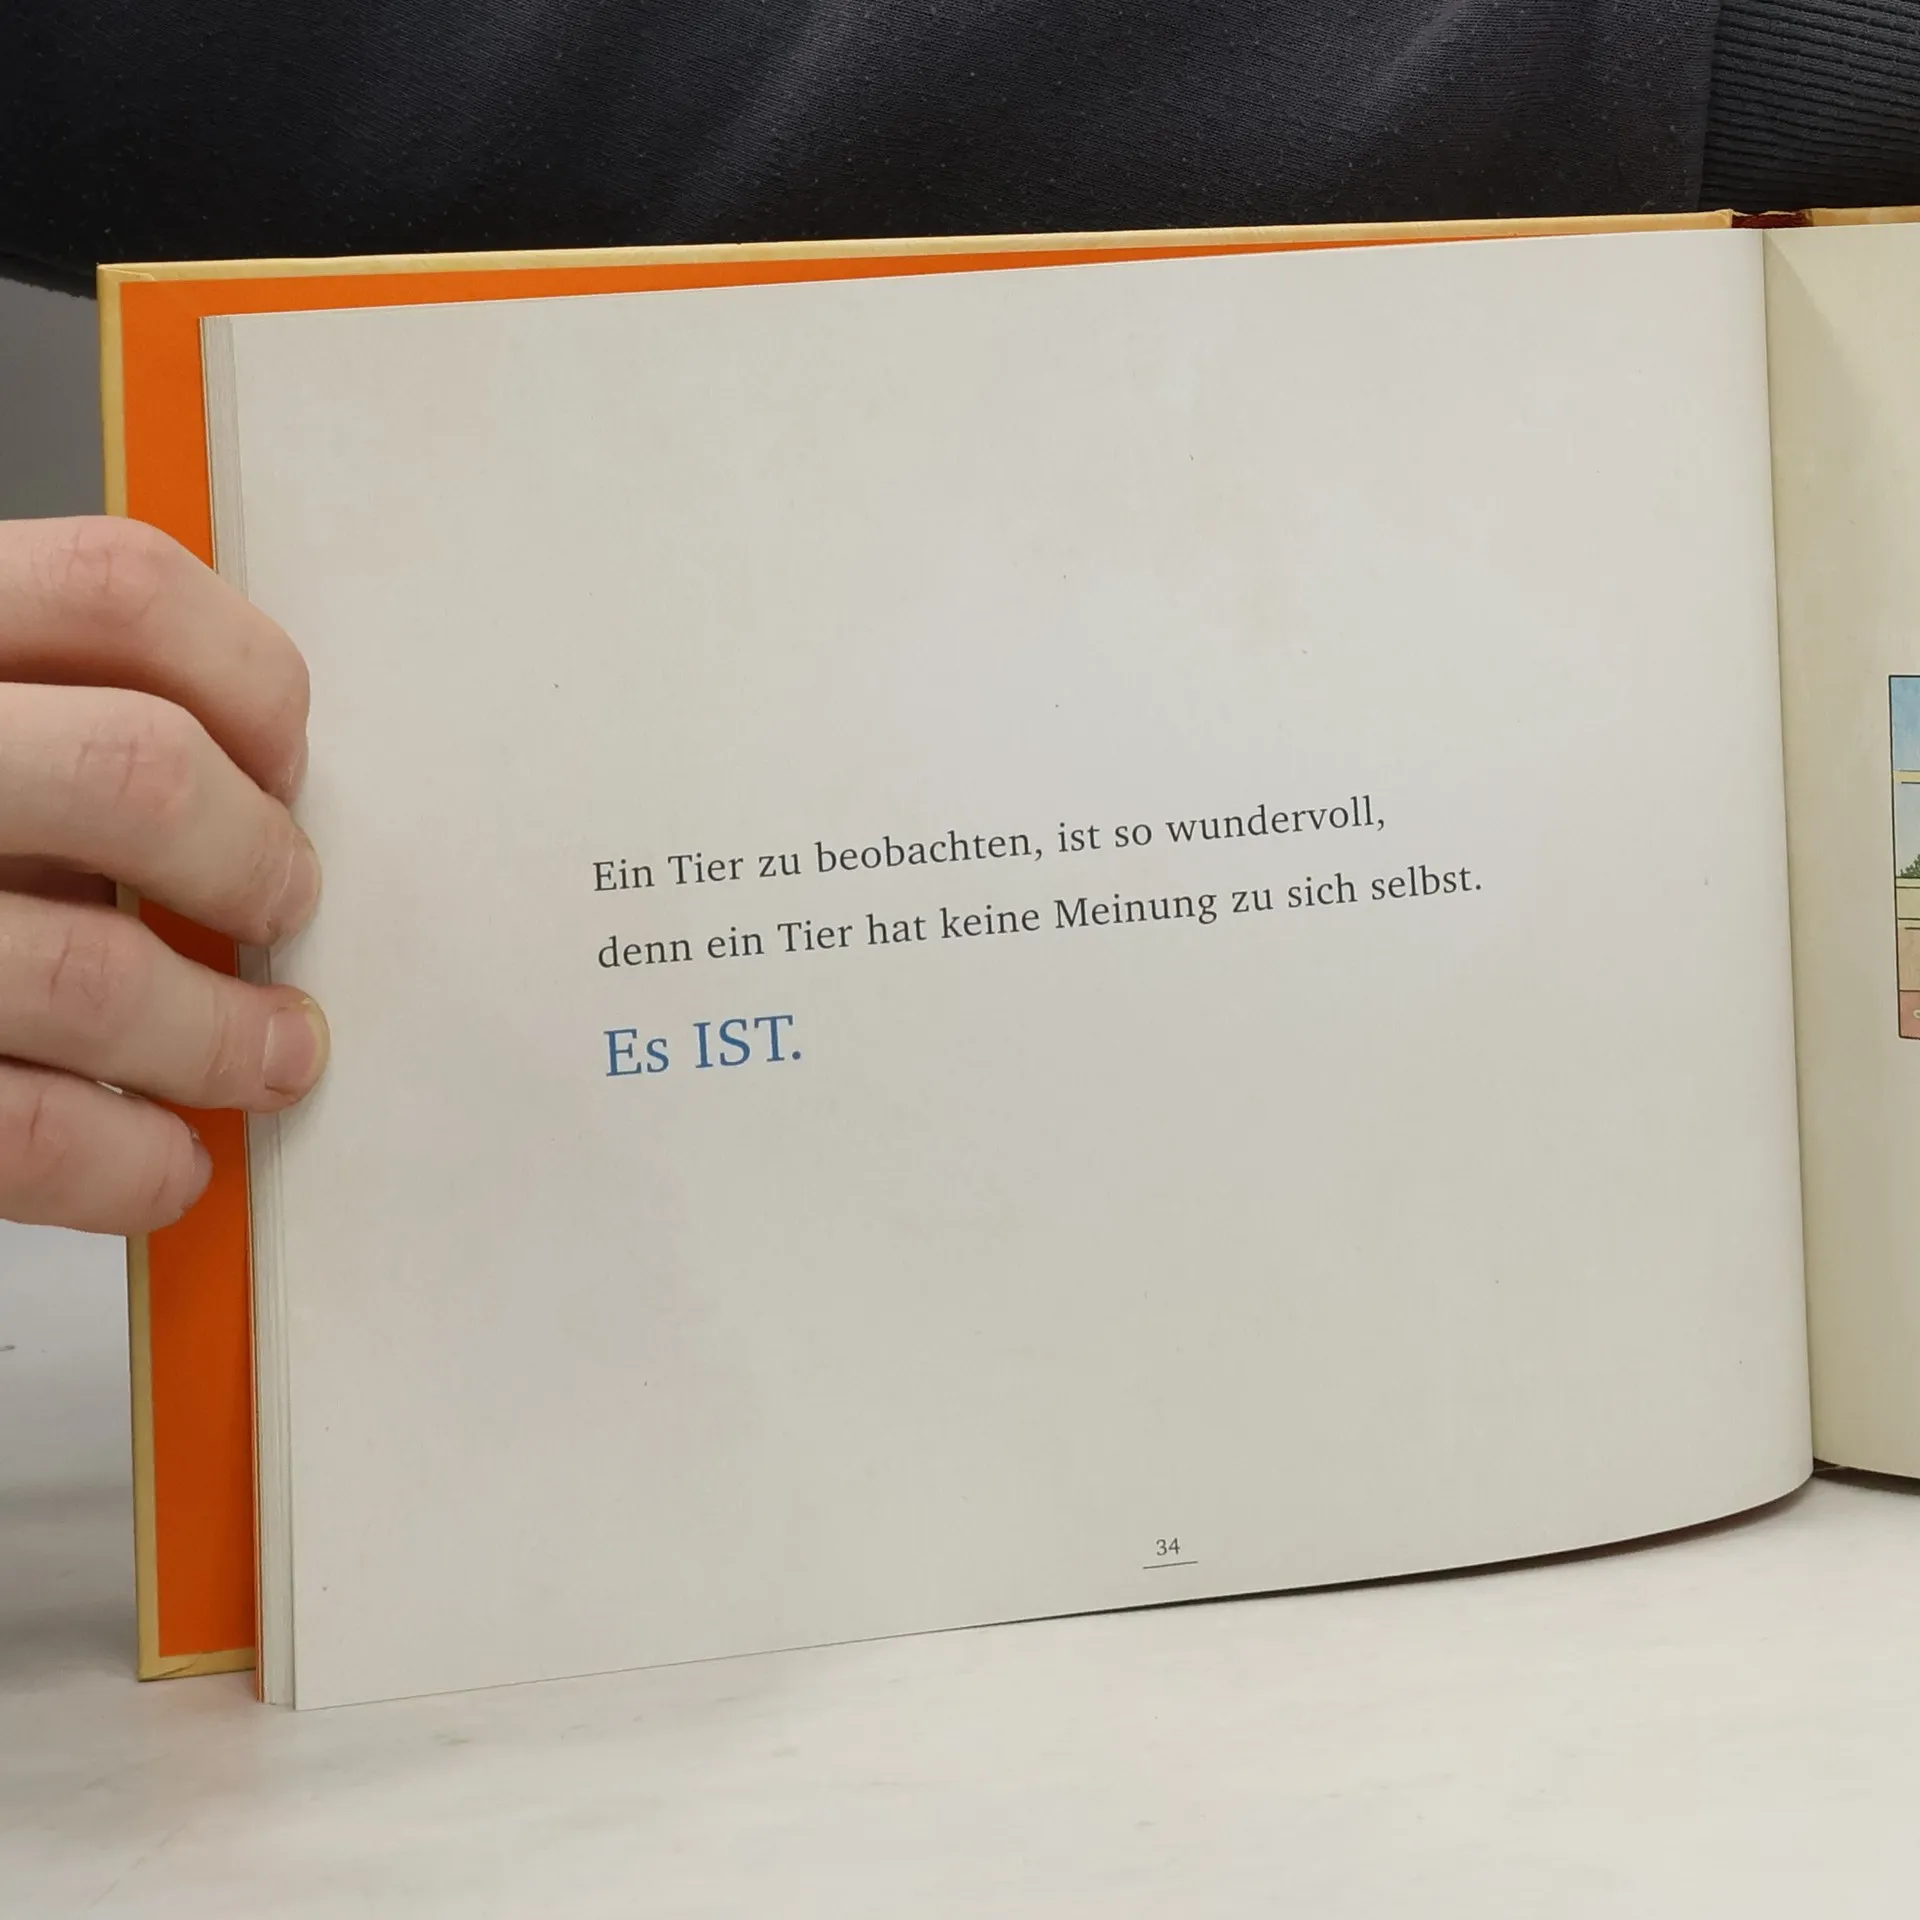 Ein Tier zu beobachten, ist so wundervoll,
denn ein Tier hat keine Meinung zu sich selbst.
Es IST.
34